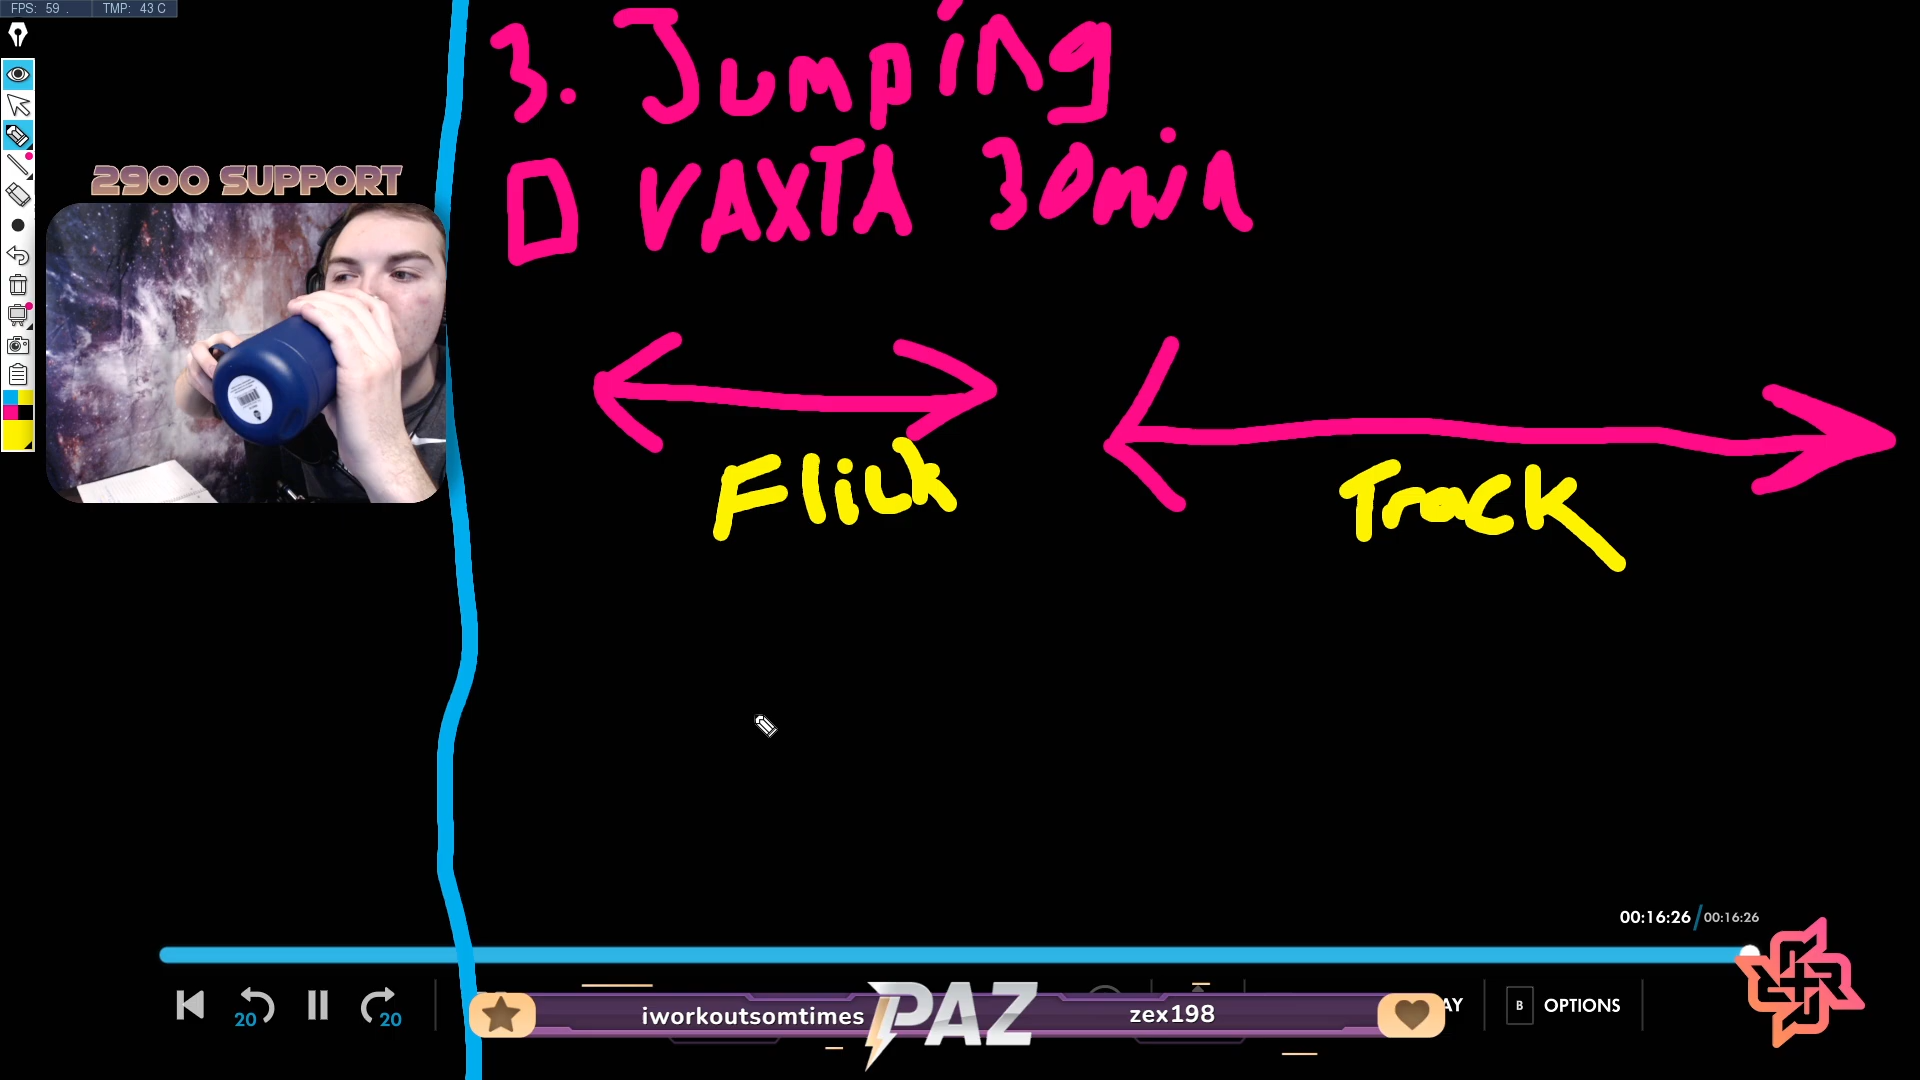 FPS: 59 . TMP: 43 C
3. Jumping
VAXTA 30min
2900 SUPPORT
Flick
Track
00:16:26/00:16:26
20 20
AY B OPTIONS
iworkoutsomtimes PAZ zex198